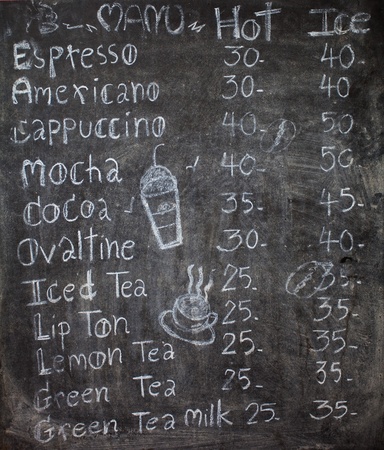 MANU Hot Ice
Espresso 30- 40
Americano 30- 40
Cappuccino 40- 50
Mocha 40- 50
Cocoa 35- 45-
Ovaltine 30- 40-
Iced Tea 25- 35-
Lip Ton 25- 35-
Lemon Tea 25- 35-
Green Tea 25- 35-
Green Tea milk 25- 35-